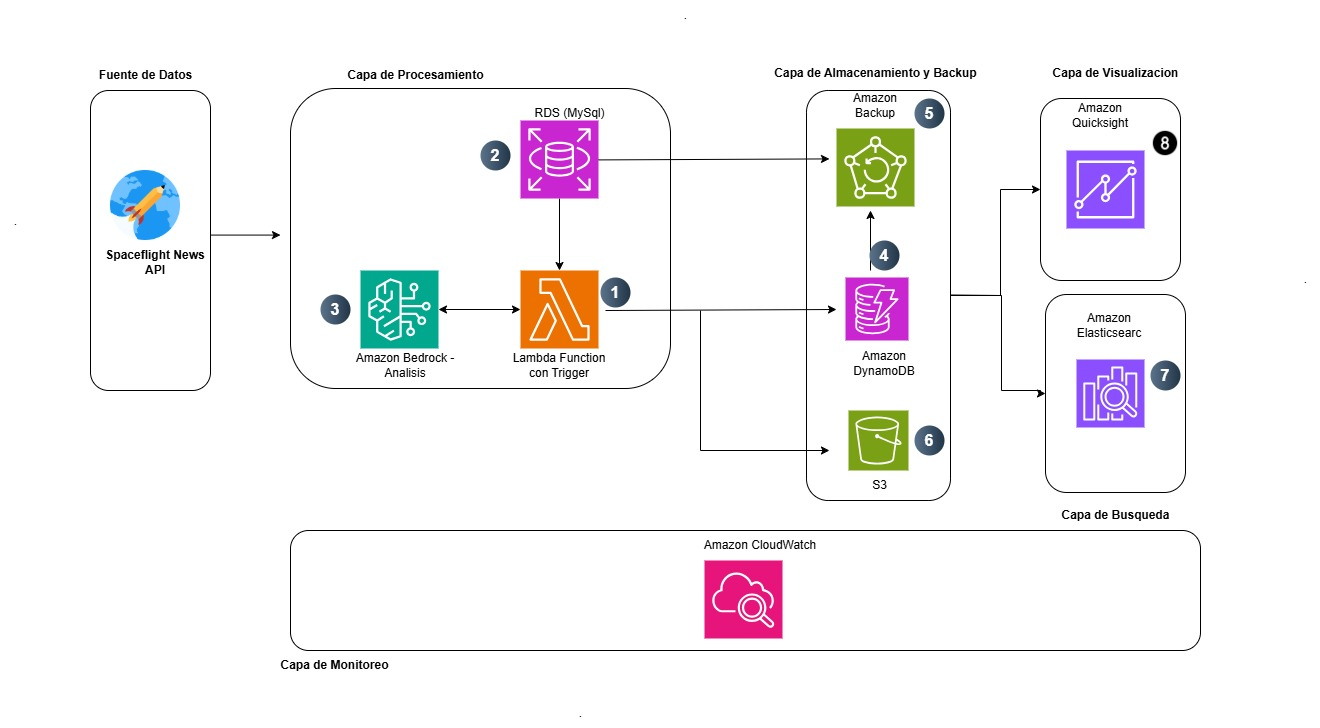 Fuente de Datos
Capa de Procesamiento
Capa de Almacenamiento y Backup
Capa de Visualizacion
Spaceflight News
API
RDS (MySql)
2
3
Amazon Bedrock -
Analisis
1
Lambda Function
con Trigger
Amazon
Backup
5
4
Amazon
DynamoDB
6
S3
Amazon
Quicksight
8
Amazon
Elasticsearc
7
Capa de Busqueda
Amazon CloudWatch
Capa de Monitoreo